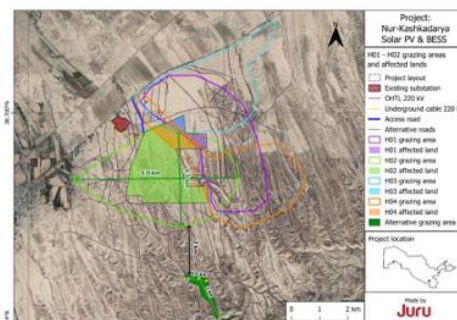 Project:
Nur-Kashkadarya
Solar PV & BESS
H01 - H02 grazing areas
and affected lands
Project layout
Existing substation
OHTL 220 kV
Underground cable 220
Access road
Alternative roads
H01 grazing area
H01 affected land
H02 grazing area
H02 affected land
H03 grazing area
H03 affected land
H04 grazing area
H04 affected land
Alternative grazing area
Project location
Made by
Juru
N
0 1 2 km